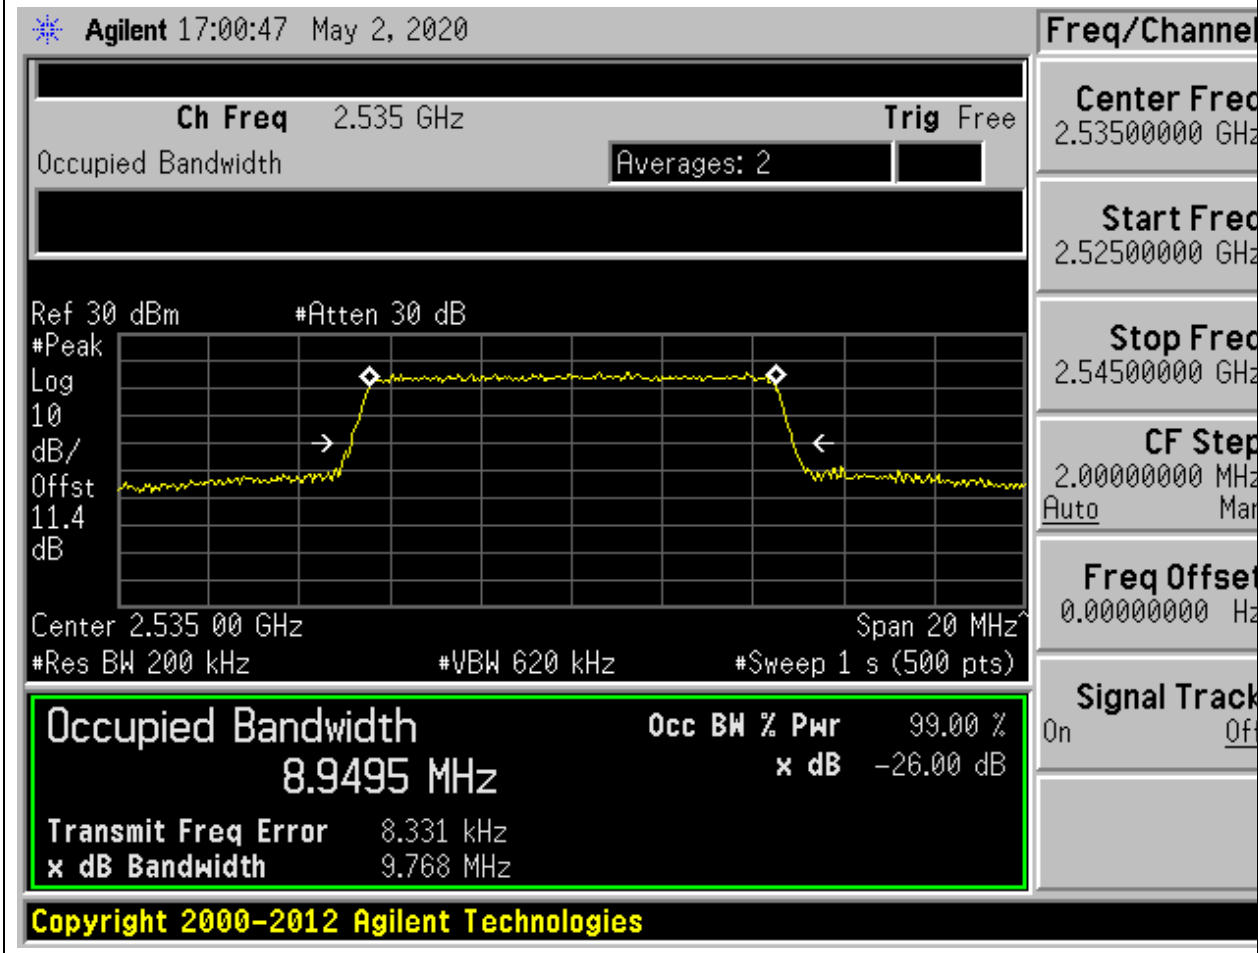 Agilent 17:00:47 May 2, 2020
Freq/Channel
Ch Freq 2.535 GHz Trig Free
Occupied Bandwidth Averages: 2
Center Freq
2.53500000 GHz
Start Freq
2.52500000 GHz
Stop Freq
2.54500000 GHz
CF Step
2.00000000 MHz
Auto Man
Freq Offset
0.00000000 Hz
Signal Track
On Off
Ref 30 dBm #Atten 30 dB
#Peak
Log
10
dB/
Offst
11.4
dB
Center 2.535 00 GHz Span 20 MHz^
#Res BW 200 kHz #VBW 620 kHz #Sweep 1 s (500 pts)
Occupied Bandwidth Occ BW % Pwr 99.00 %
8.9495 MHz x dB -26.00 dB
Transmit Freq Error 8.331 kHz
x dB Bandwidth 9.768 MHz
Copyright 2000-2012 Agilent Technologies